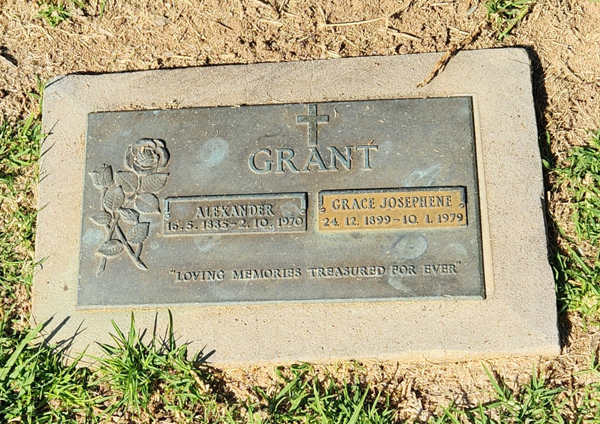 GRANT
ALEXANDER
16. 5. 1835–2. 10. 1970
GRACE JOSEPHENE
24. 12. 1899–10. 1. 1979
"LOVING MEMORIES TREASURED FOR EVER"